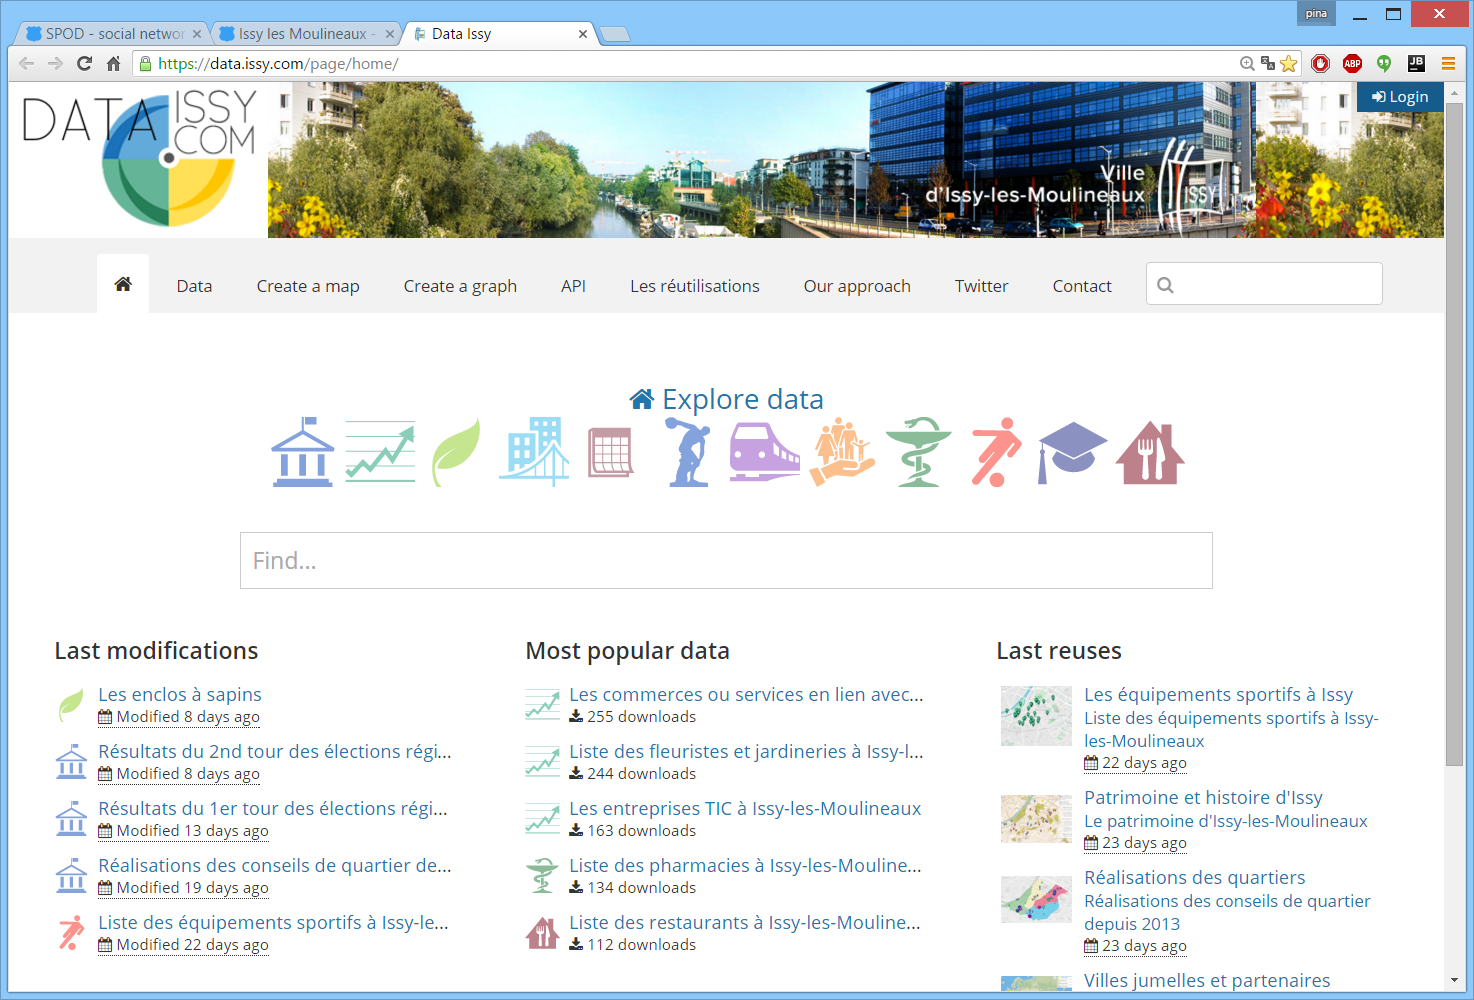 pina
SPOD - social networ
Issy les Moulineaux -
Data Issy
https://data.issy.com/page/home/
ABP
JB
DATA ISSY
.COM
Login
Ville
d'Issy-les-Moulineaux
ISSY
Data
Create a map
Create a graph
API
Les réutilisations
Our approach
Twitter
Contact
Explore data
Find...
Last modifications
Les enclos à sapins
Modified 8 days ago
Résultats du 2nd tour des élections régi...
Modified 8 days ago
Résultats du 1er tour des élections régi...
Modified 13 days ago
Réalisations des conseils de quartier de...
Modified 19 days ago
Liste des équipements sportifs à Issy-le...
Modified 22 days ago
Most popular data
Les commerces ou services en lien avec...
255 downloads
Liste des fleuristes et jardineries à Issy-l...
244 downloads
Les entreprises TIC à Issy-les-Moulineaux
163 downloads
Liste des pharmacies à Issy-les-Mouline...
134 downloads
Liste des restaurants à Issy-les-Mouline...
112 downloads
Last reuses
Les équipements sportifs à Issy
Liste des équipements sportifs à Issy-
les-Moulineaux
22 days ago
Patrimoine et histoire d'Issy
Le patrimoine d'Issy-les-Moulineaux
23 days ago
Réalisations des quartiers
Réalisations des conseils de quartier
depuis 2013
23 days ago
Villes jumelles et partenaires